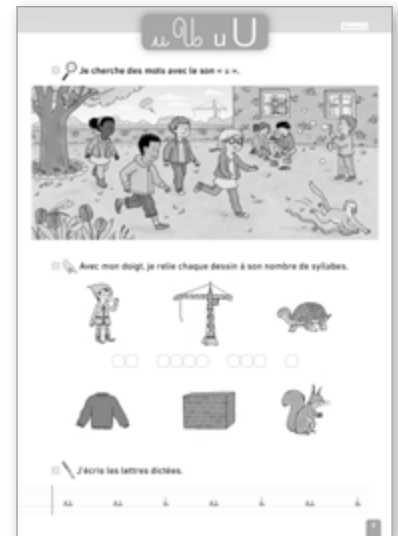 u U u U
Je cherche des mots avec le son « u ».
Avec mon doigt, je relie chaque dessin à son nombre de syllabes.
J'écris les lettres dictées.
u u i u i u i